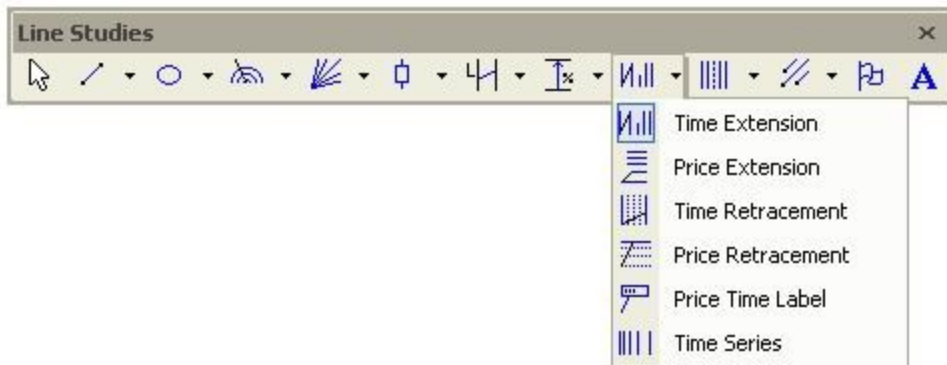 Line Studies
A
Time Extension
Price Extension
Time Retracement
Price Retracement
Price Time Label
Time Series